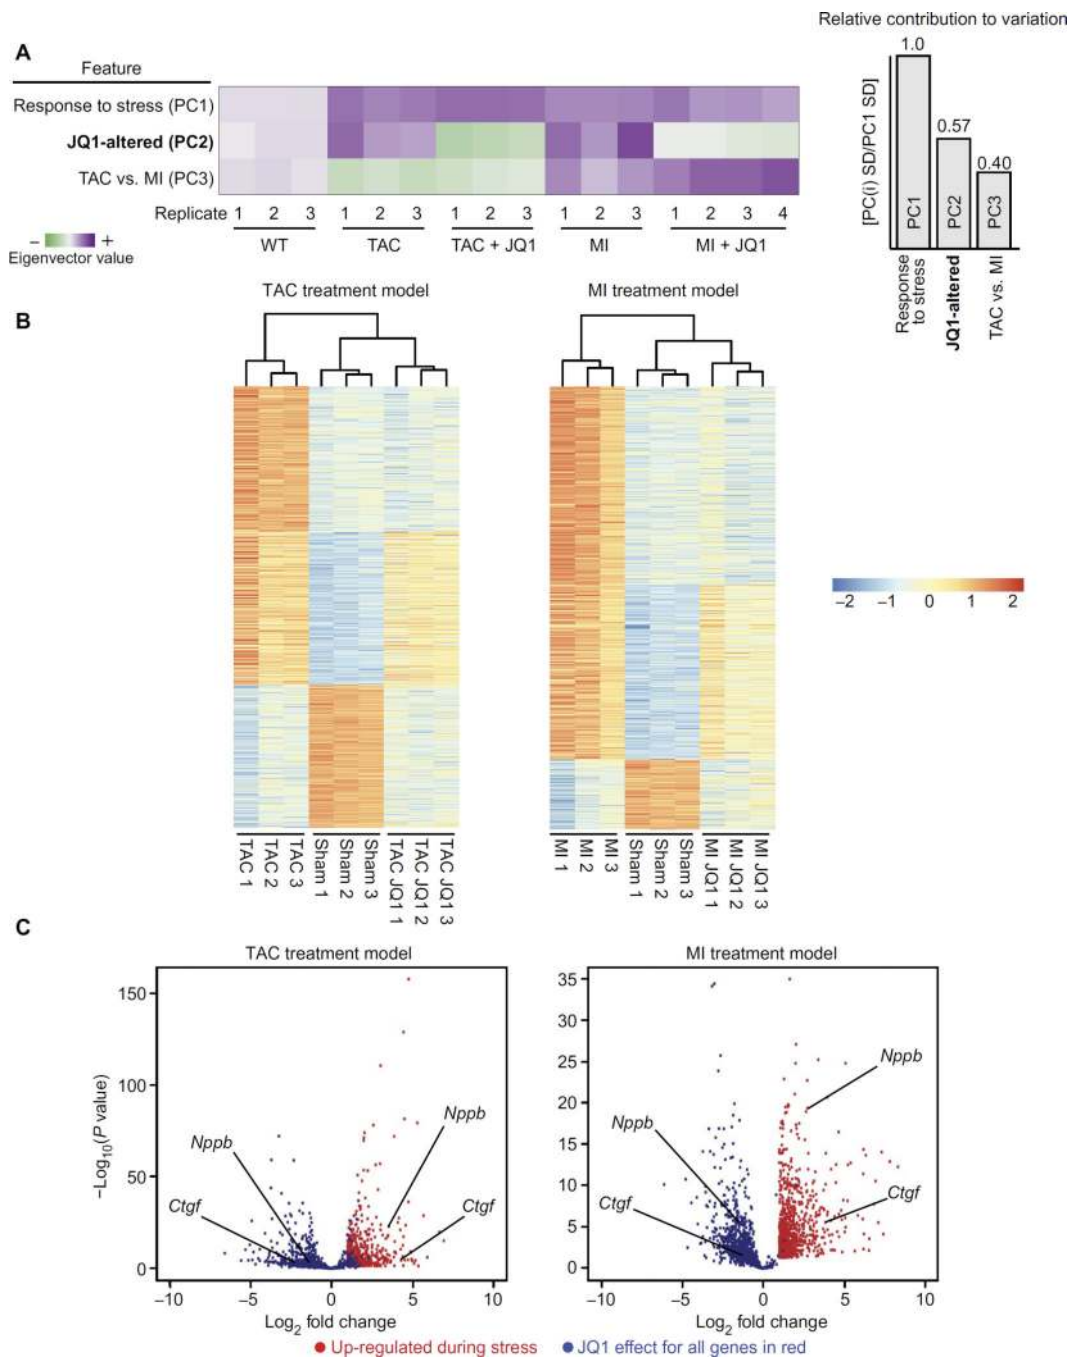 Relative contribution to variation
A
Feature
Response to stress (PC1)
JQ1-altered (PC2)
TAC vs. MI (PC3)
Replicate 1 2 3 1 2 3 1 2 3 1 2 3 1 2 3 4
WT TAC TAC + JQ1 MI MI + JQ1
– +
Eigenvector value
[PC(i) SD/PC1 SD]
1.0
0.57
0.40
PC1
PC2
PC3
Response
to stress
JQ1-altered
TAC vs. MI
B
TAC treatment model
MI treatment model
–2 –1 0 1 2
TAC 1
TAC 2
TAC 3
Sham 1
Sham 2
Sham 3
TAC JQ1 1
TAC JQ1 2
TAC JQ1 3
MI 1
MI 2
MI 3
Sham 1
Sham 2
Sham 3
MI JQ1 1
MI JQ1 2
MI JQ1 3
C
TAC treatment model
–Log10(P value)
150
100
50
0
Nppb
Nppb
Ctgf
Ctgf
–10 –5 0 5 10
Log2 fold change
MI treatment model
35
30
25
20
15
10
5
0
Nppb
Nppb
Ctgf
Ctgf
–10 –5 0 5 10
Log2 fold change
Up-regulated during stress
JQ1 effect for all genes in red